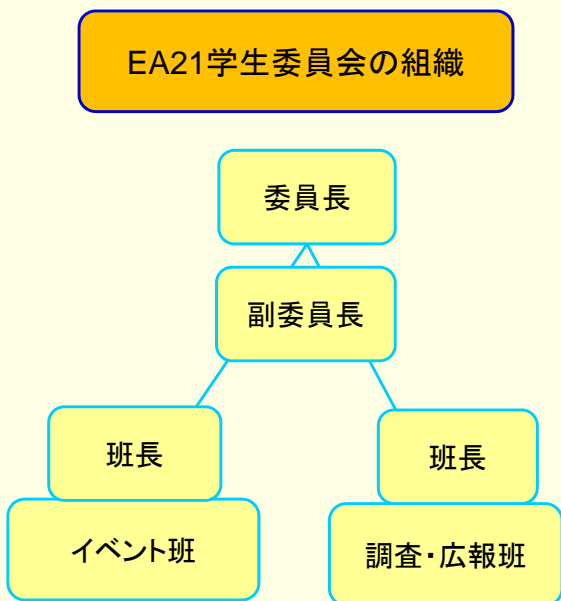 EA21学生委員会の組織
委員長
副委員長
班長
班長
イベント班
調査・広報班